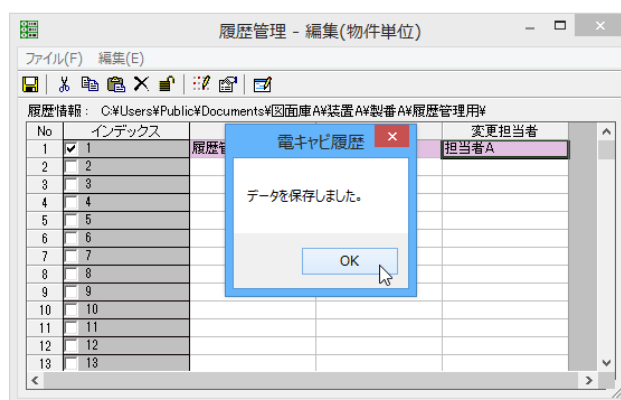 履歴管理 - 編集(物件単位)
ファイル(F) 編集(E)
履歴情報： C:¥Users¥Public¥Documents¥図面庫A¥装置A¥製番A¥履歴管理用¥
No インデックス 変更担当者
1 1 履歴 担当者A
2 2
3 3
4 4
5 5
6 6
7 7
8 8
9 9
10 10
11 11
12 12
13 13
電キャビ履歴
データを保存しました。
OK